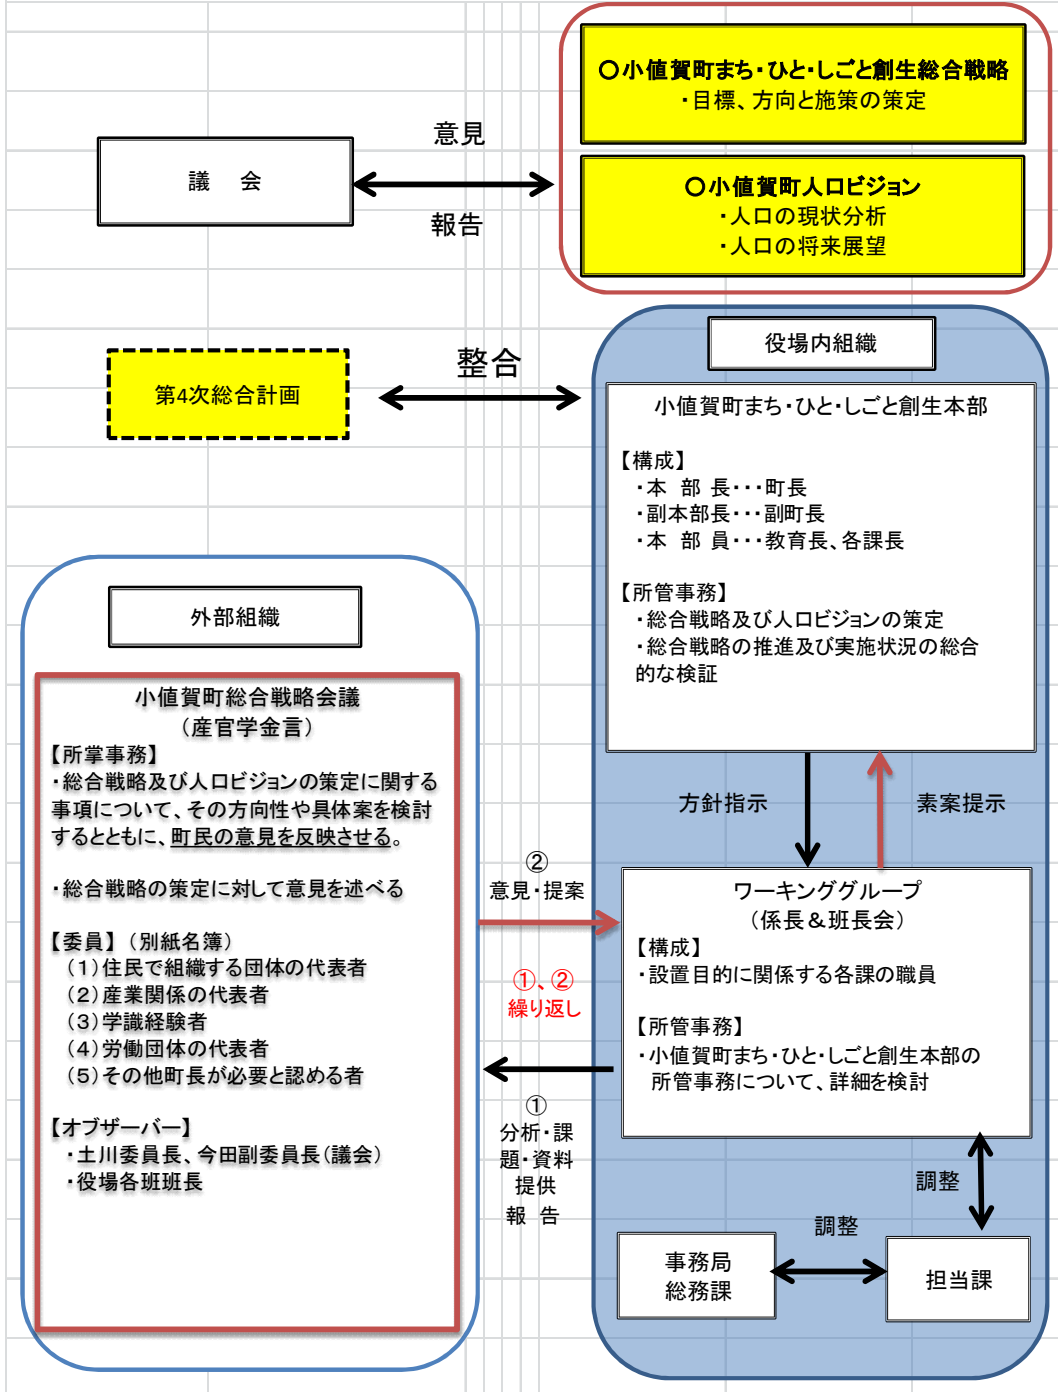 〇小値賀町まち・ひと・しごと創生総合戦略
・目標、方向と施策の策定
意見
議　会
報告
〇小値賀町人口ビジョン
・人口の現状分析
・人口の将来展望
役場内組織
整合
第4次総合計画
小値賀町まち・ひと・しごと創生本部
【構成】
・本 部 長・・・町長
・副本部長・・・副町長
・本 部 員・・・教育長、各課長
【所管事務】
・総合戦略及び人口ビジョンの策定
・総合戦略の推進及び実施状況の総合
的な検証
方針指示
素案提示
外部組織
小値賀町総合戦略会議
（産官学金言）
【所掌事務】
・総合戦略及び人口ビジョンの策定に関する
事項について、その方向性や具体案を検討
するとともに、町民の意見を反映させる。
・総合戦略の策定に対して意見を述べる
【委員】（別紙名簿）
（1）住民で組織する団体の代表者
（2）産業関係の代表者
（3）学識経験者
（4）労働団体の代表者
（5）その他町長が必要と認める者
【オブザーバー】
・土川委員長、今田副委員長（議会）
・役場各班班長
②
意見・提案
①、②
繰り返し
①
分析・課
題・資料
提供
報 告
ワーキンググループ
（係長＆班長会）
【構成】
・設置目的に関係する各課の職員
【所管事務】
・小値賀町まち・ひと・しごと創生本部の
所管事務について、詳細を検討
調整
調整
事務局
総務課
担当課